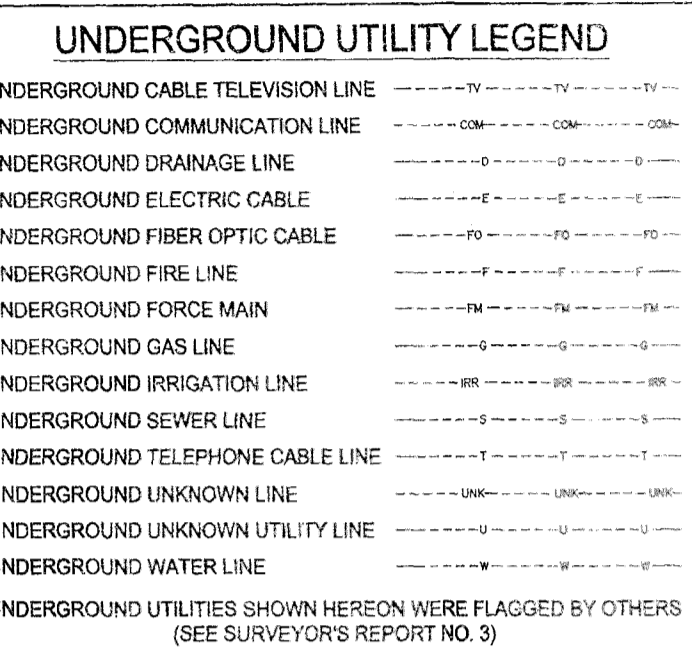 UNDERGROUND UTILITY LEGEND
NDERGROUND CABLE TELEVISION LINE TV TV TV
NDERGROUND COMMUNICATION LINE COM COM COM
NDERGROUND DRAINAGE LINE D D D
NDERGROUND ELECTRIC CABLE E E E
NDERGROUND FIBER OPTIC CABLE FO FO FO
NDERGROUND FIRE LINE F F F
NDERGROUND FORCE MAIN FM FM FM
NDERGROUND GAS LINE G G G
NDERGROUND IRRIGATION LINE IRR IRR IRR
NDERGROUND SEWER LINE S S S
NDERGROUND TELEPHONE CABLE LINE T T T
NDERGROUND UNKNOWN LINE UNK UNK UNK
NDERGROUND UNKNOWN UTILITY LINE U U U
NDERGROUND WATER LINE W W W
NDERGROUND UTILITIES SHOWN HEREON WERE FLAGGED BY OTHERS
(SEE SURVEYOR'S REPORT NO. 3)